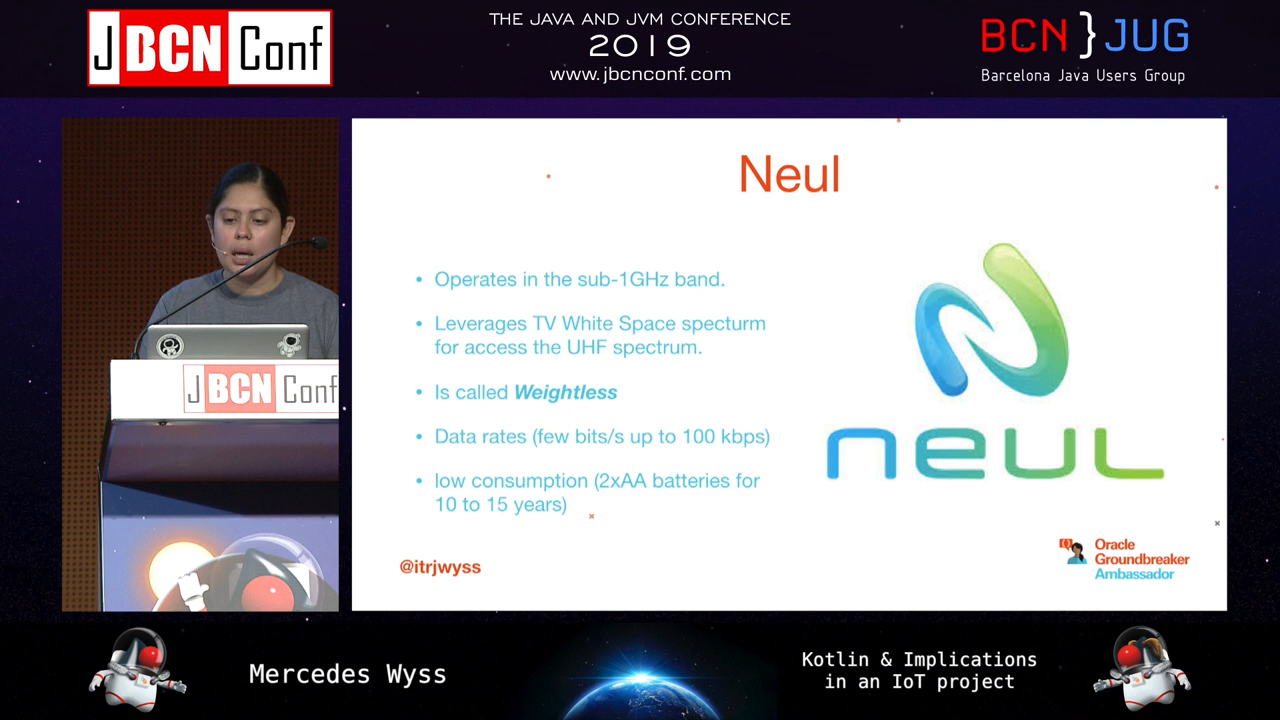 J BCN Conf
THE JAVA AND JVM CONFERENCE
2019
www.jbcnconf.com
BCN}JUG
Barcelona Java Users Group
Neul
• Operates in the sub-1GHz band.
• Leverages TV White Space specturm
for access the UHF spectrum.
• Is called Weightless
• Data rates (few bits/s up to 100 kbps)
• low consumption (2xAA batteries for
10 to 15 years)
neUL
@itrjwyss
Oracle
Groundbreaker
Ambassador
J BCN Conf
Mercedes Wyss
Kotlin & Implications
in an IoT project